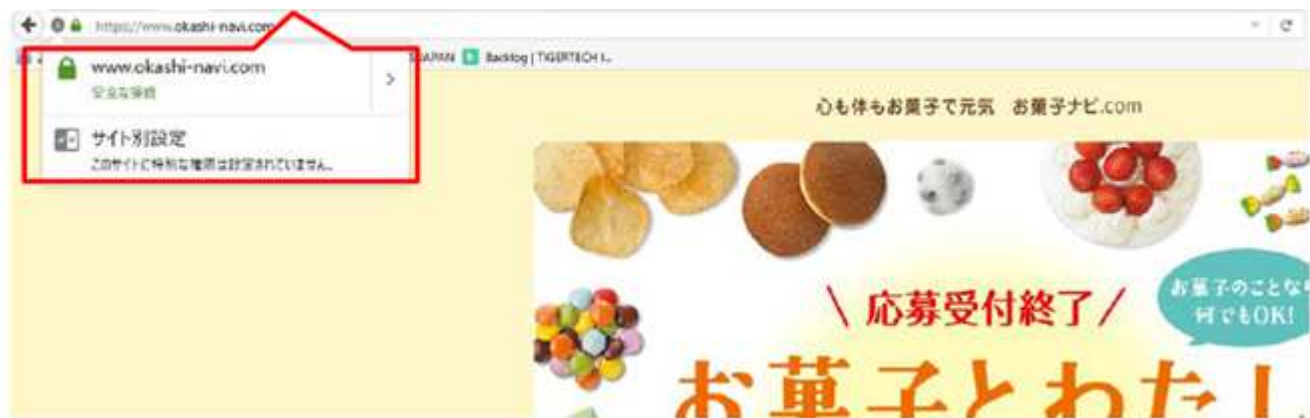 https://www.okashi-navi.com
Backlog | TIGERTECH I...
www.okashi-navi.com
安全な接続
サイト別設定
このサイトに特別な権限は設定されていません。
心も体もお菓子で元気 お菓子ナビ.com
\ 応募受付終了 /
お菓子のことなら
何でもOK!
お菓子とわたし